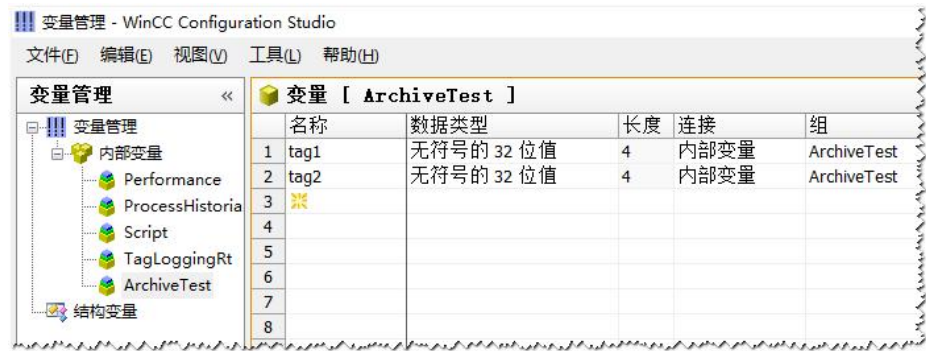 变量管理 - WinCC Configuration Studio
文件(F) 编辑(E) 视图(V) 工具(L) 帮助(H)
变量管理 «
变量管理
内部变量
Performance
ProcessHistoria
Script
TagLoggingRt
ArchiveTest
结构变量
变量 [ ArchiveTest ]
名称 数据类型 长度 连接 组
1 tag1 无符号的 32 位值 4 内部变量 ArchiveTest
2 tag2 无符号的 32 位值 4 内部变量 ArchiveTest
3
4
5
6
7
8